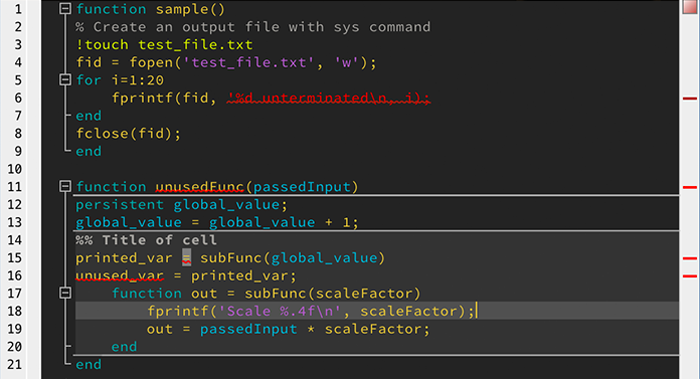 1 function sample()
2 % Create an output file with sys command
3 !touch test_file.txt
4 fid = fopen('test_file.txt', 'w');
5 for i=1:20
6     fprintf(fid, '%d unterminated\n, i);
7 end
8 fclose(fid);
9 end
10
11 function unusedFunc(passedInput)
12 persistent global_value;
13 global_value = global_value + 1;
14 %% Title of cell
15 printed_var = subFunc(global_value)
16 unused_var = printed_var;
17     function out = subFunc(scaleFactor)
18         fprintf('Scale %.4f\n', scaleFactor);
19         out = passedInput * scaleFactor;
20     end
21 end